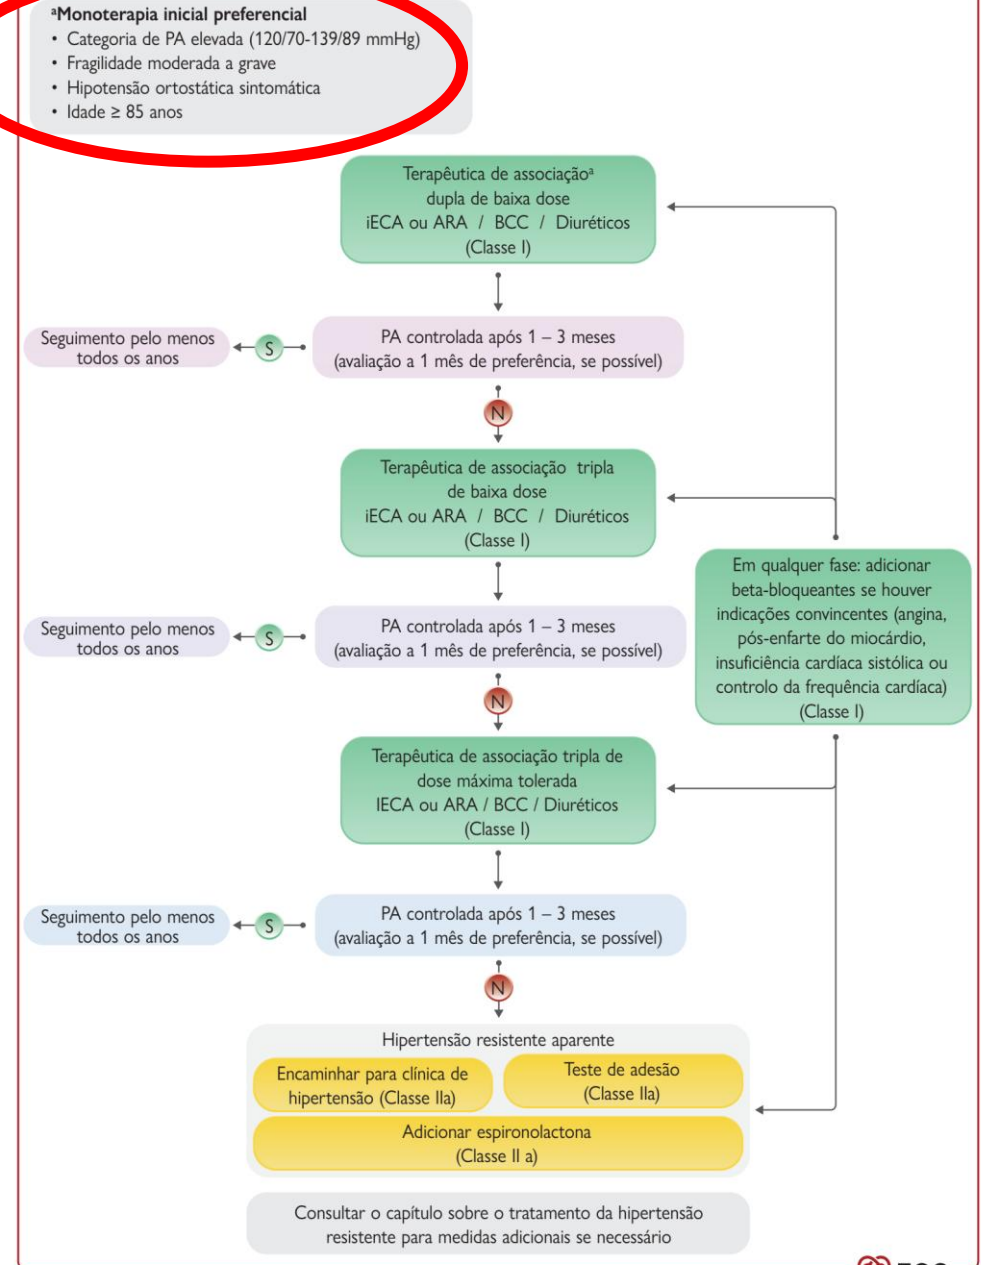 ᵃMonoterapia inicial preferencial
• Categoria de PA elevada (120/70-139/89 mmHg)
• Fragilidade moderada a grave
• Hipotensão ortostática sintomática
• Idade ≥ 85 anos
Terapêutica de associaçãoᵃ
dupla de baixa dose
iECA ou ARA / BCC / Diuréticos
(Classe I)
Seguimento pelo menos
todos os anos
S
PA controlada após 1 – 3 meses
(avaliação a 1 mês de preferência, se possível)
N
Terapêutica de associação tripla
de baixa dose
iECA ou ARA / BCC / Diuréticos
(Classe I)
Em qualquer fase: adicionar
beta-bloqueantes se houver
indicações convincentes (angina,
pós-enfarte do miocárdio,
insuficiência cardíaca sistólica ou
controlo da frequência cardíaca)
(Classe I)
Seguimento pelo menos
todos os anos
S
PA controlada após 1 – 3 meses
(avaliação a 1 mês de preferência, se possível)
N
Terapêutica de associação tripla de
dose máxima tolerada
IECA ou ARA / BCC / Diuréticos
(Classe I)
Seguimento pelo menos
todos os anos
S
PA controlada após 1 – 3 meses
(avaliação a 1 mês de preferência, se possível)
N
Hipertensão resistente aparente
Encaminhar para clínica de
hipertensão (Classe IIa)
Teste de adesão
(Classe IIa)
Adicionar espironolactona
(Classe II a)
Consultar o capítulo sobre o tratamento da hipertensão
resistente para medidas adicionais se necessário